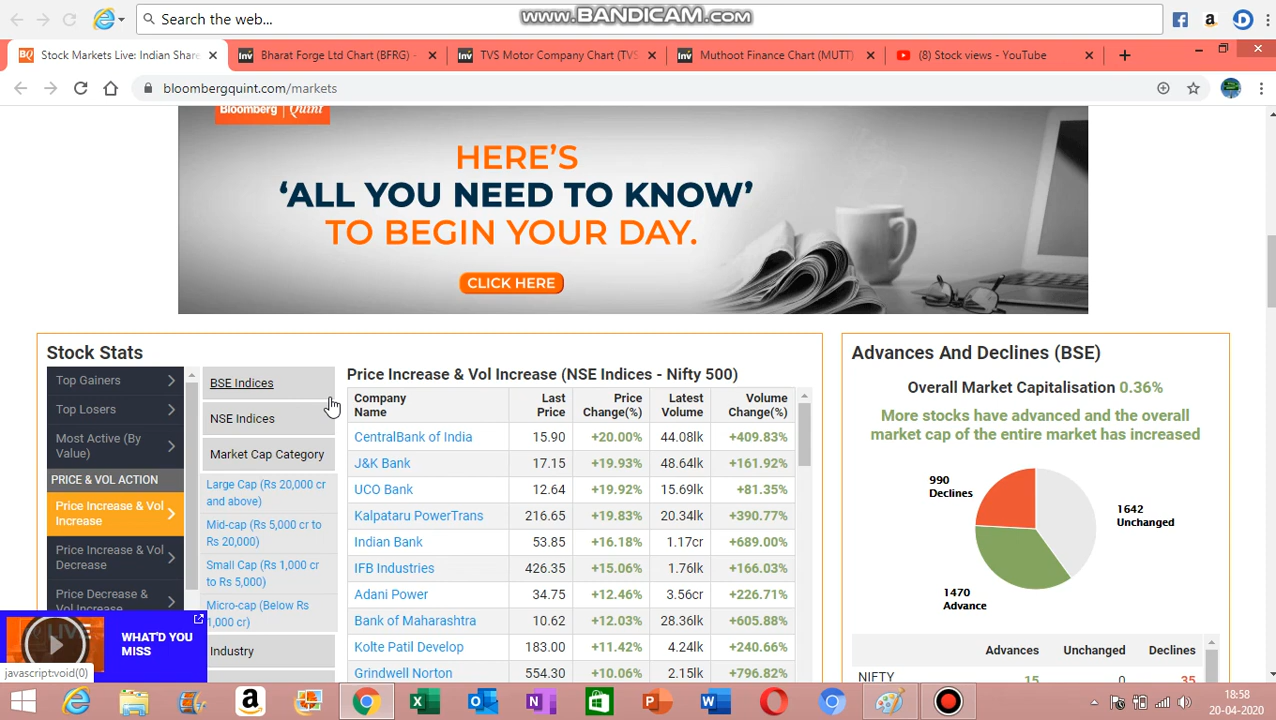 www.BANDICAM.com
Search the web...
Stock Markets Live: Indian Share
Bharat Forge Ltd Chart (BFRG) -
TVS Motor Company Chart (TVS
Muthoot Finance Chart (MUTT)
(8) Stock views - YouTube
bloombergquint.com/markets
Bloomberg Quint
HERE'S
'ALL YOU NEED TO KNOW'
TO BEGIN YOUR DAY.
CLICK HERE
Stock Stats
Top Gainers
Top Losers
Most Active (By
Value)
PRICE & VOL ACTION
Price Increase & Vol
Increase
Price Increase & Vol
Decrease
Price Decrease &
Vol Increase
BSE Indices
NSE Indices
Market Cap Category
Large Cap (Rs 20,000 cr
and above)
Mid-cap (Rs 5,000 cr to
Rs 20,000)
Small Cap (Rs 1,000 cr
to Rs 5,000)
Micro-cap (Below Rs
1,000 cr)
Industry
Price Increase & Vol Increase (NSE Indices - Nifty 500)
Company Name Last Price Price Change(%) Latest Volume Volume Change(%)
CentralBank of India 15.90 +20.00% 44.08lk +409.83%
J&K Bank 17.15 +19.93% 48.64lk +161.92%
UCO Bank 12.64 +19.92% 15.69lk +81.35%
Kalpataru PowerTrans 216.65 +19.83% 20.34lk +390.77%
Indian Bank 53.85 +16.18% 1.17cr +689.00%
IFB Industries 426.35 +15.06% 1.76lk +166.03%
Adani Power 34.75 +12.46% 3.56cr +226.71%
Bank of Maharashtra 10.62 +12.03% 28.36lk +605.88%
Kolte Patil Develop 183.00 +11.42% 4.24lk +240.66%
Grindwell Norton 554.30 +10.06% 2.15lk +796.82%
Advances And Declines (BSE)
Overall Market Capitalisation 0.36%
More stocks have advanced and the overall
market cap of the entire market has increased
990
Declines
1642
Unchanged
1470
Advance
Advances Unchanged Declines
NIFTY 15 0 35
LIVE
WHAT'D YOU
MISS
javascript:void(0)
18:58
20-04-2020